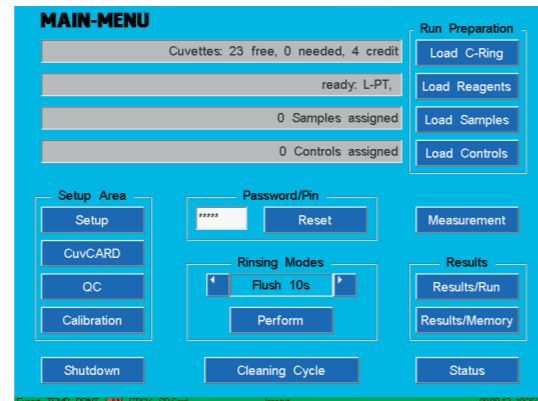 MAIN-MENU
Run Preparation
Cuvettes: 23 free, 0 needed, 4 credit
Load C-Ring
ready: L-PT,
Load Reagents
0 Samples assigned
Load Samples
0 Controls assigned
Load Controls
Setup Area
Password/Pin
Setup
*****
Reset
Measurement
CuvCARD
Rinsing Modes
Results
QC
Flush 10s
Results/Run
Calibration
Perform
Results/Memory
Shutdown
Cleaning Cycle
Status